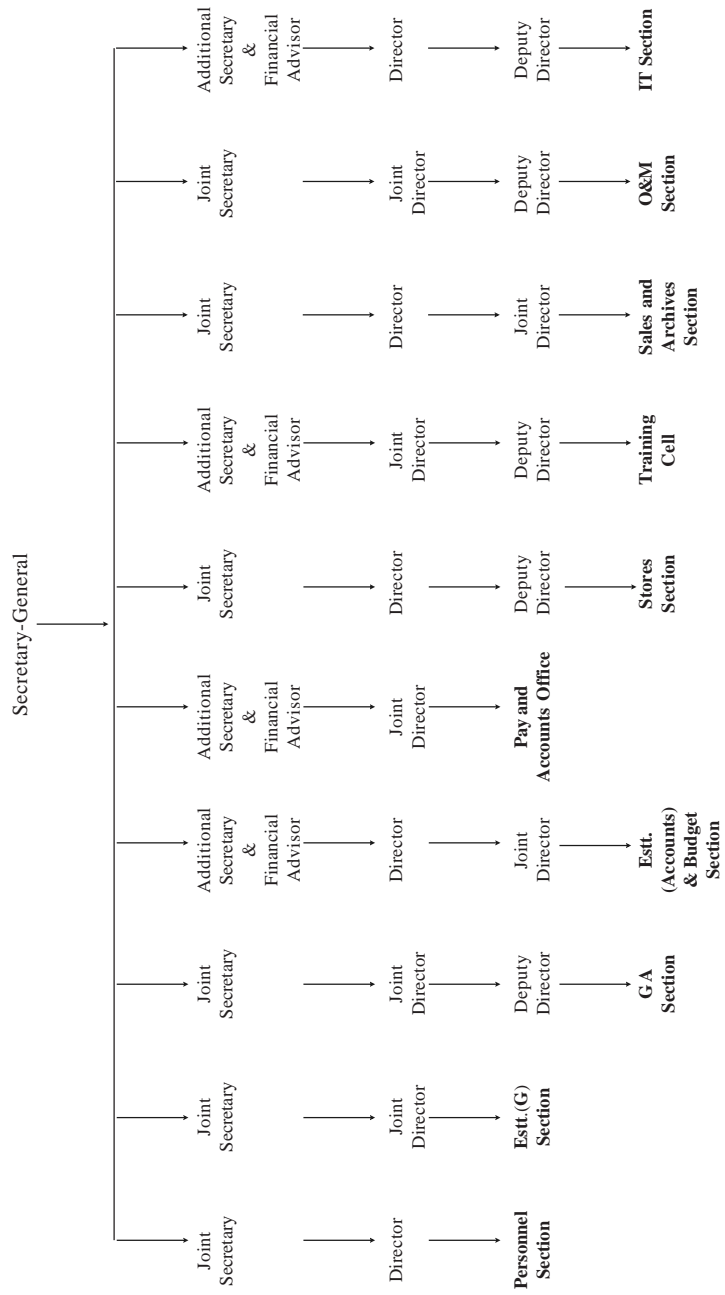 Secretary-General
Joint
Secretary
Director
Personnel
Section
Joint
Secretary
Joint
Director
Estt.(G)
Section
Joint
Secretary
Joint
Director
Deputy
Director
G A
Section
Additional
Secretary
&
Financial
Advisor
Director
Joint
Director
Estt.
(Accounts)
& Budget
Section
Additional
Secretary
&
Financial
Advisor
Joint
Director
Pay and
Accounts Office
Joint
Secretary
Director
Deputy
Director
Stores
Section
Additional
Secretary
&
Financial
Advisor
Joint
Director
Deputy
Director
Training
Cell
Joint
Secretary
Director
Joint
Director
Sales and
Archives
Section
Joint
Secretary
Joint
Director
Deputy
Director
O&M
Section
Additional
Secretary
&
Financial
Advisor
Director
Deputy
Director
IT Section